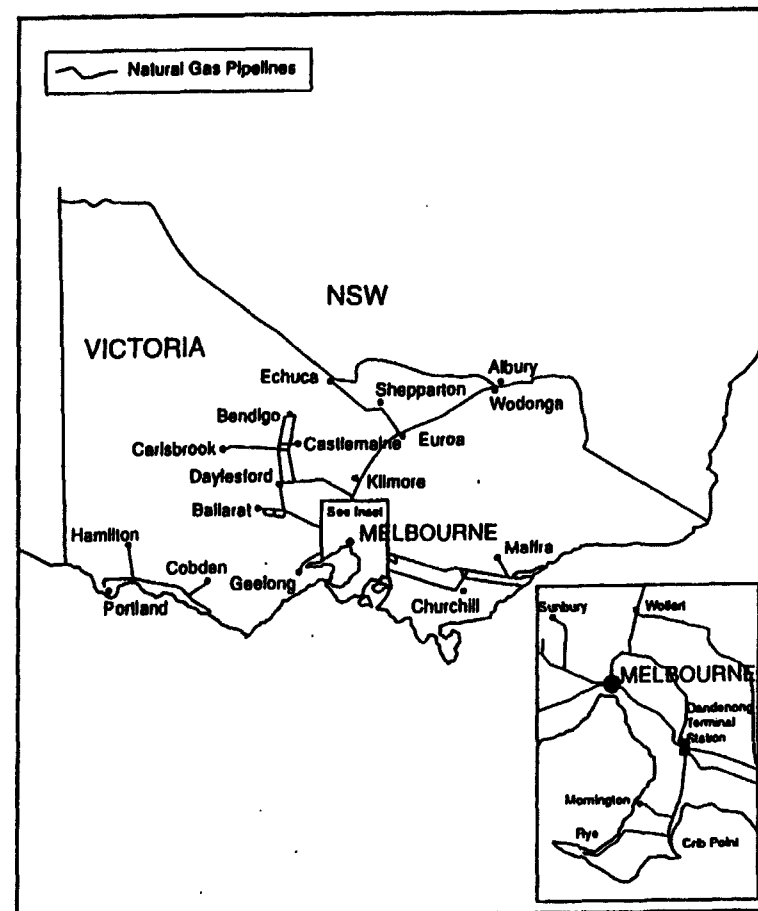 Natural Gas Pipelines
NSW
VICTORIA
Echuca
Albury
Shepparton
Wodonga
Bendigo
Euroa
Carlsbrook
Castlemaine
Daylesford
Kilmore
Ballarat
See Inset
MELBOURNE
Hamilton
Maffra
Cobden
Geelong
Portland
Churchill
Sunbury
Wollert
MELBOURNE
Dandenong
Terminal
Station
Mornington
Rye
Crib Point